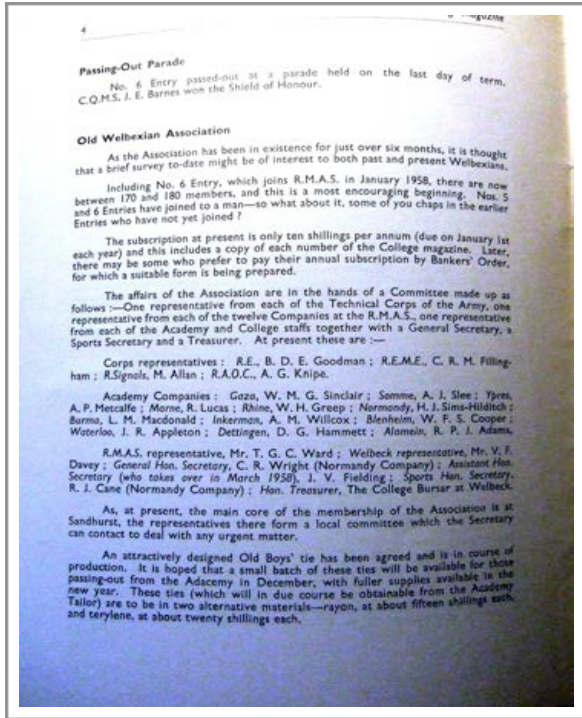 4
Magazine
Passing-Out Parade
No. 6 Entry passed-out at a parade held on the last day of term.
C.Q.M.S. J. E. Barnes won the Shield of Honour.
Old Welbexian Association
As the Association has been in existence for just over six months, it is thought
that a brief survey to-date might be of interest to both past and present Welbexians.
Including No. 6 Entry, which joins R.M.A.S. in January 1958, there are now
between 170 and 180 members, and this is a most encouraging beginning. Nos. 5
and 6 Entries have joined to a man—so what about it, some of you chaps in the earlier
Entries who have not yet joined ?
The subscription at present is only ten shillings per annum (due on January 1st
each year) and this includes a copy of each number of the College magazine. Later,
there may be some who prefer to pay their annual subscription by Bankers' Order,
for which a suitable form is being prepared.
The affairs of the Association are in the hands of a Committee made up as
follows :—One representative from each of the Technical Corps of the Army, one
representative from each of the twelve Companies at the R.M.A.S., one representative
from each of the Academy and College staffs together with a General Secretary, a
Sports Secretary and a Treasurer. At present these are :—
Corps representatives : R.E., B. D. E. Goodman ; R.E.M.E., C. R. M. Filling-
ham ; R.Signals, M. Allan ; R.A.O.C., A. G. Knipe.
Academy Companies : Gaza, W. M. G. Sinclair ; Somme, A. J. Slee ; Ypres,
A. P. Metcalfe ; Marne, R. Lucas ; Rhine, W. H. Greep ; Normandy, H. J. Sims-Hilditch ;
Burma, L. M. Macdonald ; Inkerman, A. M. Willcox ; Blenheim, W. F. S. Cooper ;
Waterloo, J. R. Appleton ; Dettingen, D. G. Hammett ; Alamein, R. P. J. Adams.
R.M.A.S. representative, Mr. T. G. C. Ward ; Welbeck representative, Mr. V. F.
Davey ; General Hon. Secretary, C. R. Wright (Normandy Company) ; Assistant Hon.
Secretary (who takes over in March 1958), J. V. Fielding ; Sports Hon. Secretary,
R. J. Cane (Normandy Company) ; Hon. Treasurer, The College Bursar at Welbeck.
As, at present, the main core of the membership of the Association is at
Sandhurst, the representatives there form a local committee which the Secretary
can contact to deal with any urgent matter.
An attractively designed Old Boys' tie has been agreed and is in course of
production. It is hoped that a small batch of these ties will be available for those
passing-out from the Adacemy in December, with fuller supplies available in the
new year. These ties (which will in due course be obtainable from the Academy
Tailor) are to be in two alternative materials—rayon, at about fifteen shillings each,
and terylene, at about twenty shillings each.